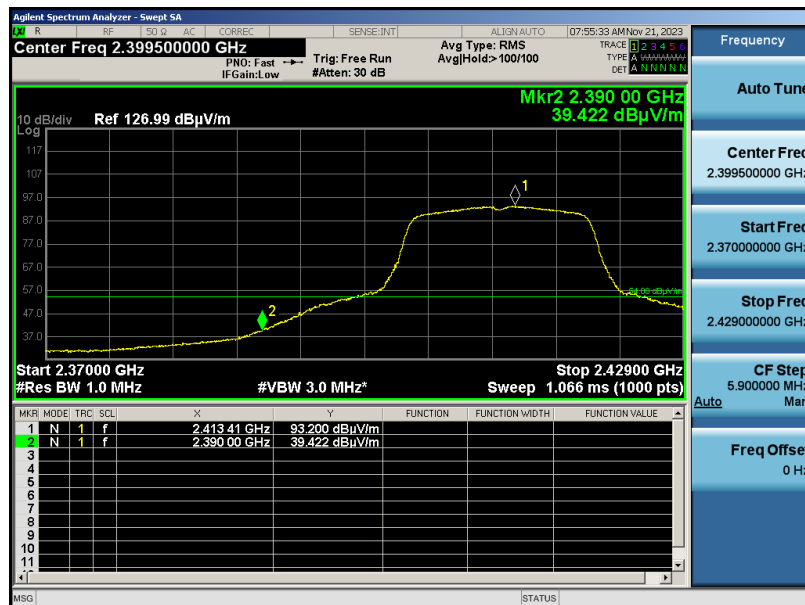 Agilent Spectrum Analyzer - Swept SA
LXI R RF 50 Ω AC CORREC SENSE:INT ALIGN AUTO 07:55:33 AM Nov 21, 2023
Center Freq 2.399500000 GHz
PNO: Fast
IFGain:Low
Trig: Free Run
#Atten: 30 dB
Avg Type: RMS
Avg|Hold:>100/100
TRACE 1 2 3 4 5 6
TYPE A WWWWW
DET A N N N N N
Mkr2 2.390 00 GHz
39.422 dBµV/m
10 dB/div Ref 126.99 dBµV/m
Log
117
107
97.0
87.0
77.0
67.0
57.0
47.0
37.0
1
2
54.00 dBµV/m
Start 2.37000 GHz Stop 2.42900 GHz
#Res BW 1.0 MHz #VBW 3.0 MHz* Sweep 1.066 ms (1000 pts)
MKR MODE TRC SCL X Y FUNCTION FUNCTION WIDTH FUNCTION VALUE
1 N 1 f 2.413 41 GHz 93.200 dBµV/m
2 N 1 f 2.390 00 GHz 39.422 dBµV/m
3
4
5
6
7
8
9
10
11
MSG STATUS
Frequency
Auto Tune
Center Freq
2.399500000 GHz
Start Freq
2.370000000 GHz
Stop Freq
2.429000000 GHz
CF Step
5.900000 MHz
Auto Man
Freq Offset
0 Hz